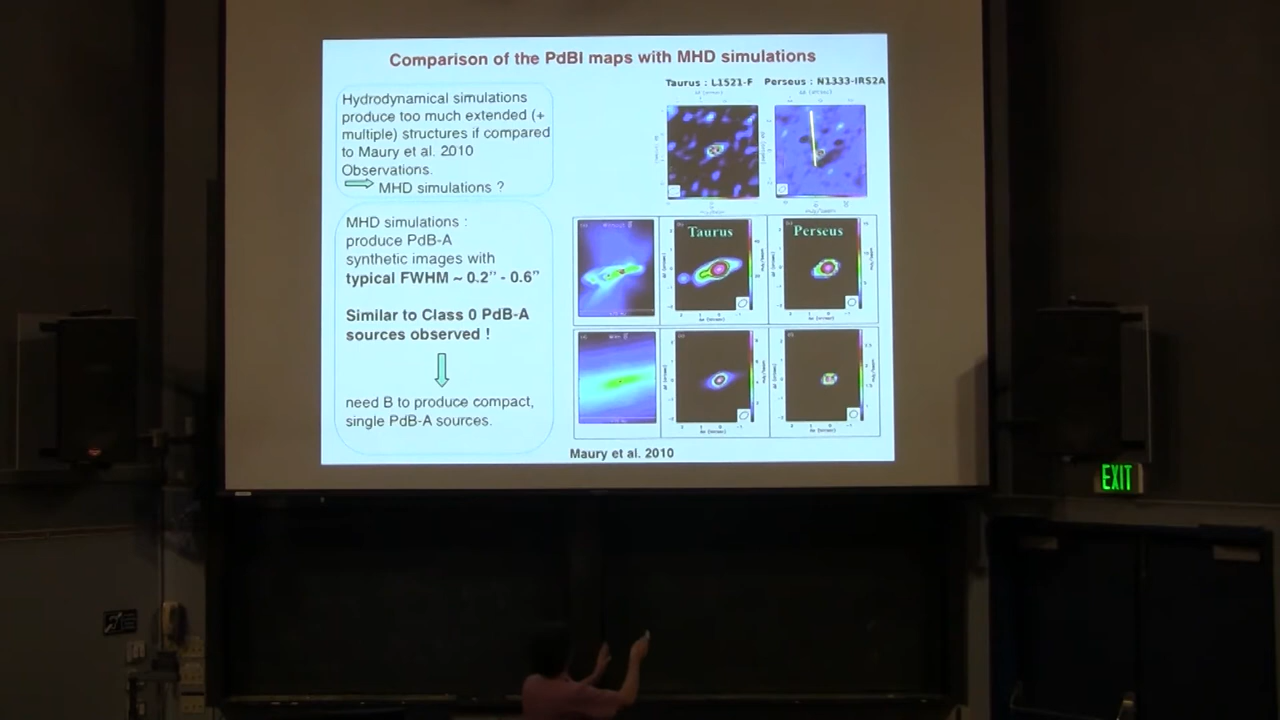 Comparison of the PdBI maps with MHD simulations
Taurus : L1521-F Perseus : N1333-IRS2A
Hydrodynamical simulations
produce too much extended (+
multiple) structures if compared
to Maury et al. 2010
Observations.
MHD simulations ?
MHD simulations :
produce PdB-A
synthetic images with
typical FWHM ~ 0.2'' - 0.6''
Similar to Class 0 PdB-A
sources observed !
need B to produce compact,
single PdB-A sources.
Taurus
Perseus
Maury et al. 2010
EXIT